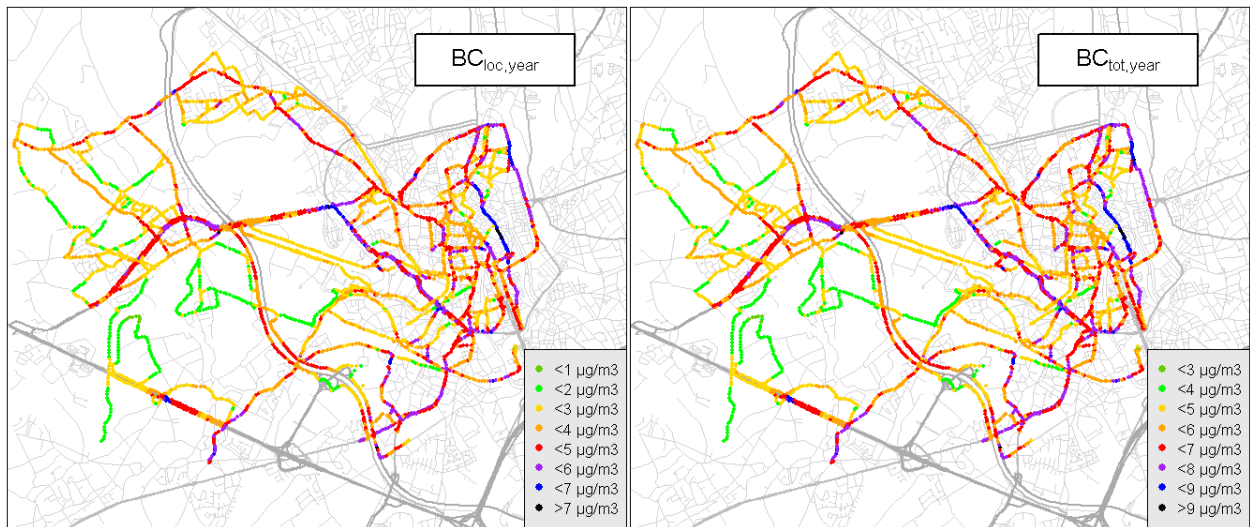 BCloc,year
<1 µg/m3
<2 µg/m3
<3 µg/m3
<4 µg/m3
<5 µg/m3
<6 µg/m3
<7 µg/m3
>7 µg/m3
BCtot,year
<3 µg/m3
<4 µg/m3
<5 µg/m3
<6 µg/m3
<7 µg/m3
<8 µg/m3
<9 µg/m3
>9 µg/m3